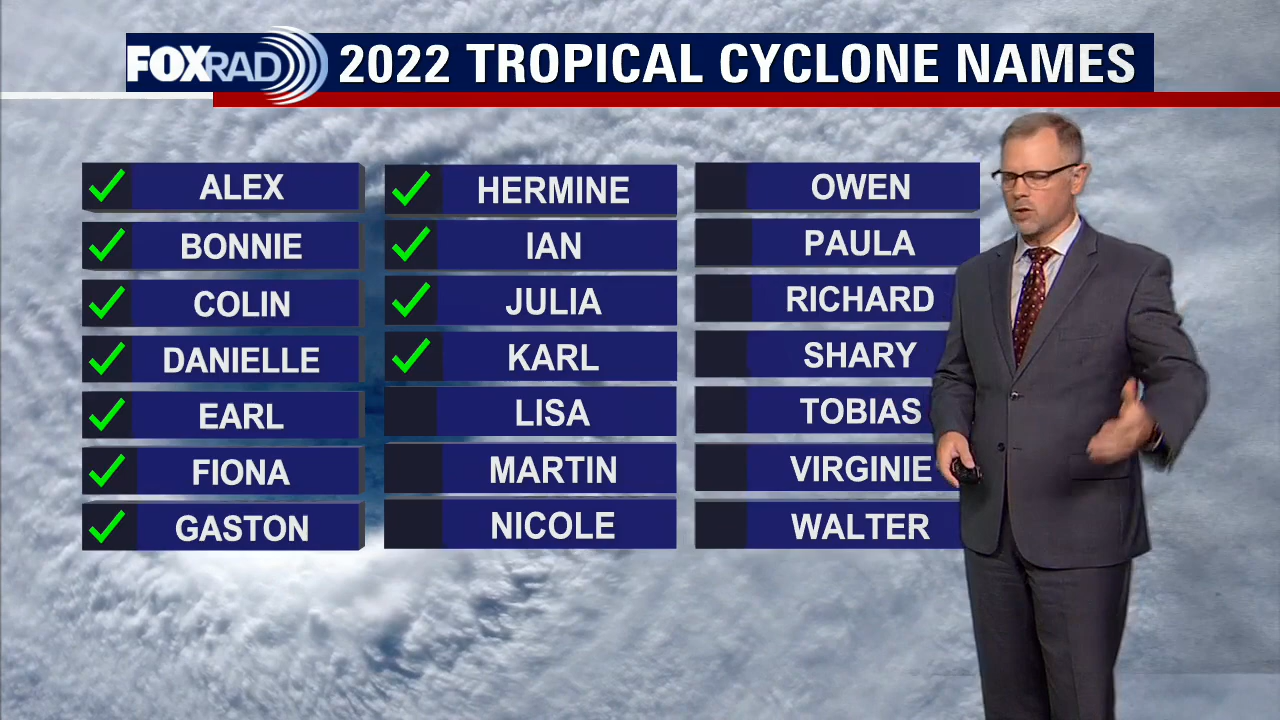 FOXRAD 2022 TROPICAL CYCLONE NAMES
ALEX
BONNIE
COLIN
DANIELLE
EARL
FIONA
GASTON
HERMINE
IAN
JULIA
KARL
LISA
MARTIN
NICOLE
OWEN
PAULA
RICHARD
SHARY
TOBIAS
VIRGINIE
WALTER